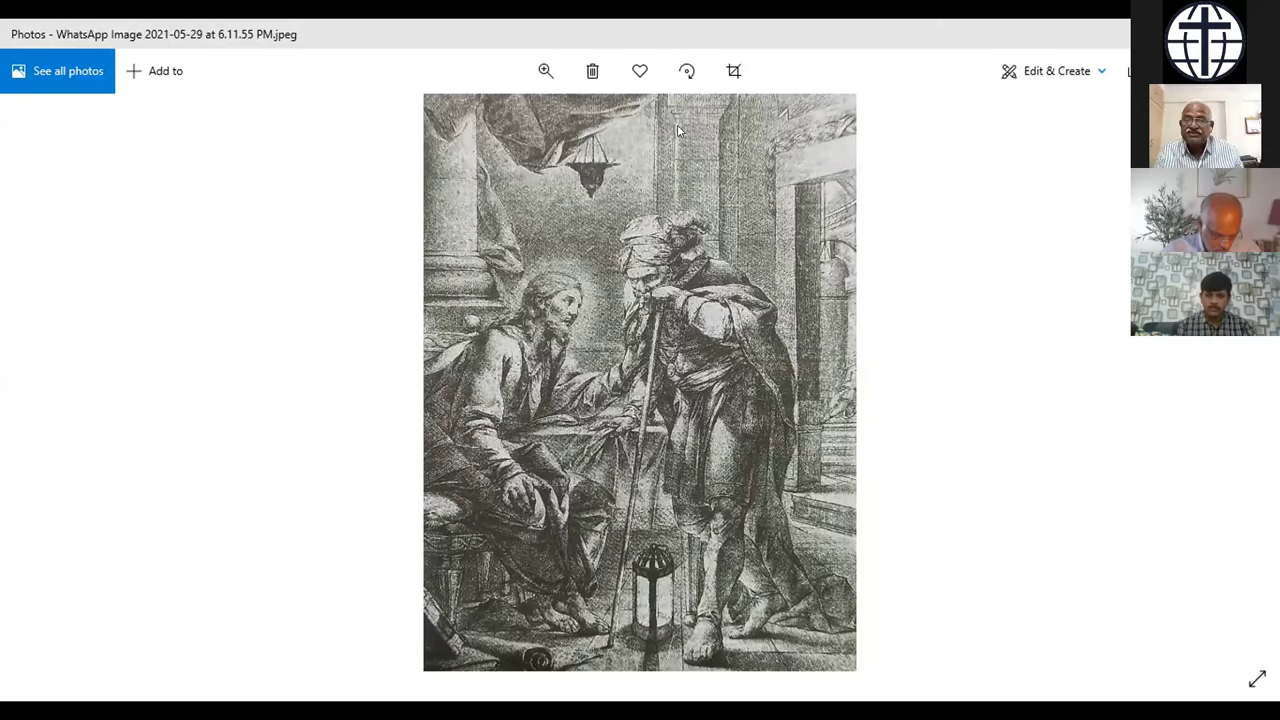 Photos - WhatsApp Image 2021-05-29 at 6.11.55 PM.jpeg
See all photos
Add to
Edit & Create